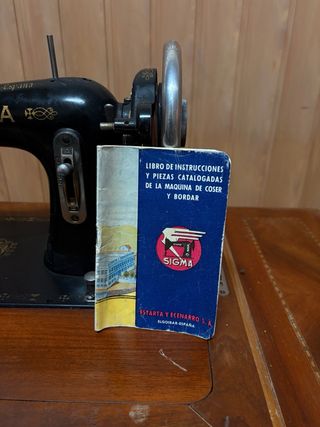 A
LIBRO DE INSTRUCCIONES
Y PIEZAS CATALOGADAS
DE LA MAQUINA DE COSER
Y BORDAR
SIGMA
ESTARTA Y ECENARRO S. A.
ELGOIBAR-ESPAÑA